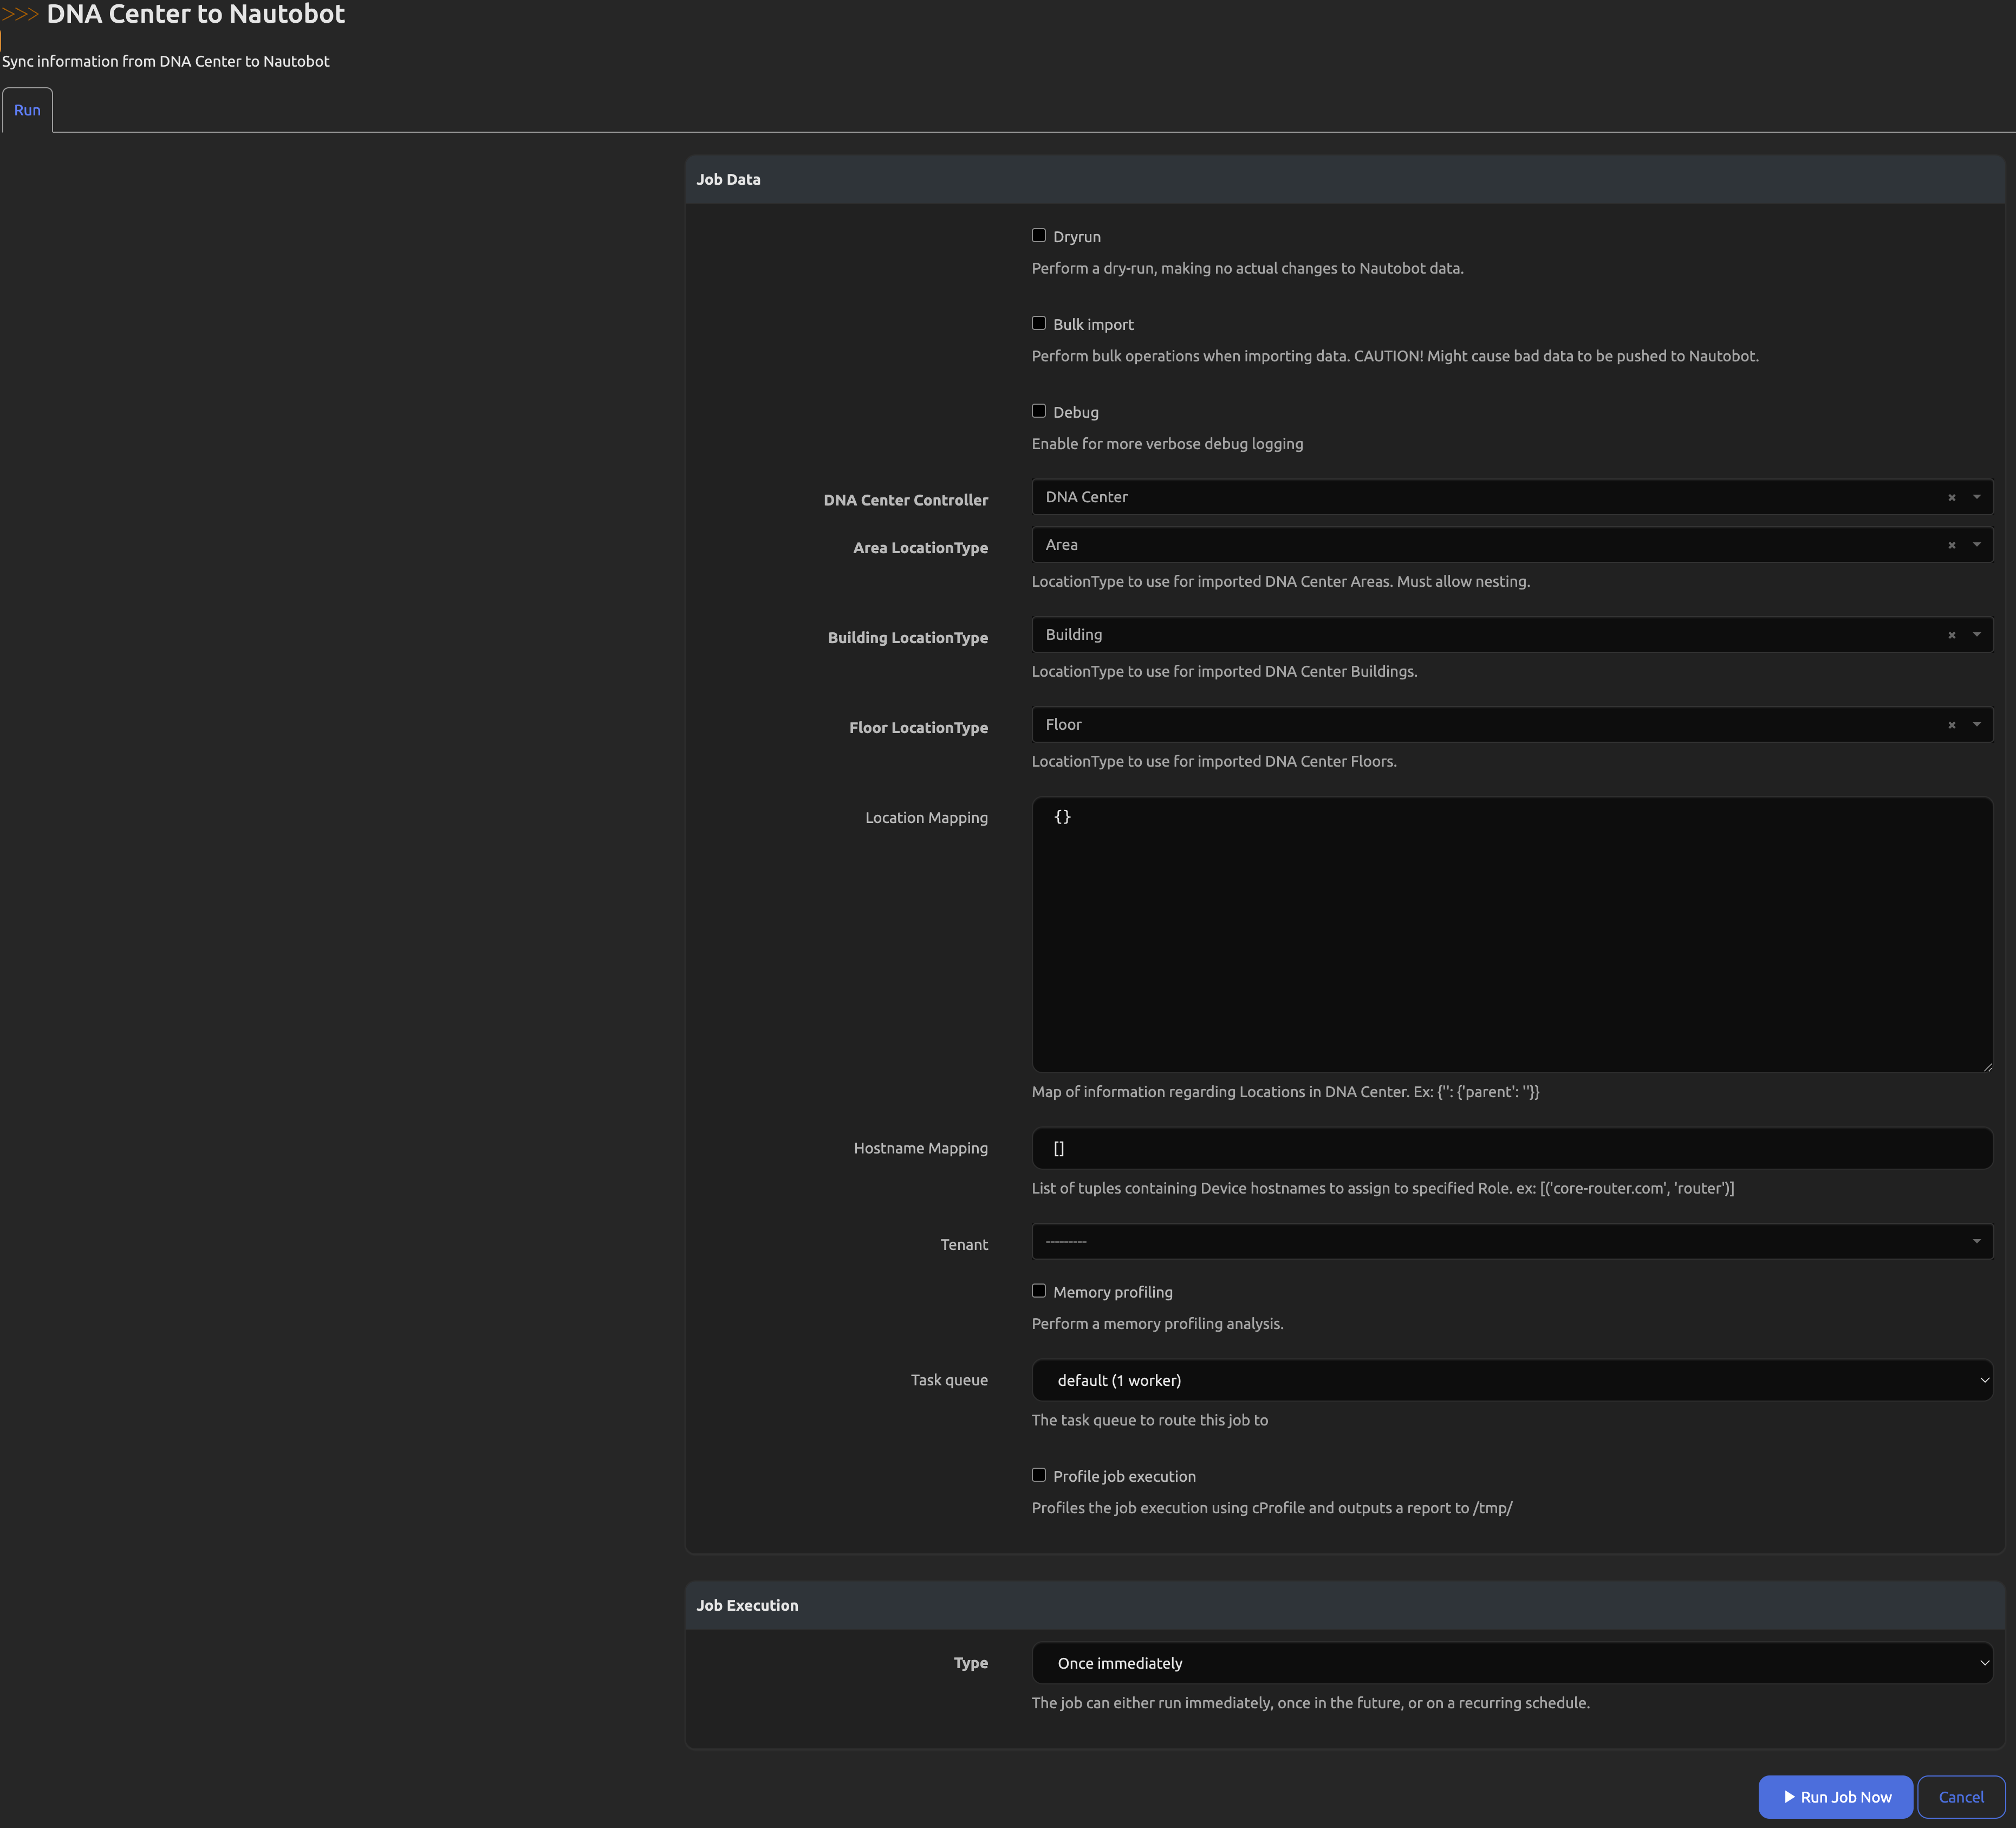 >>> DNA Center to Nautobot
Sync information from DNA Center to Nautobot
Run
Job Data
Dryrun
Perform a dry-run, making no actual changes to Nautobot data.
Bulk import
Perform bulk operations when importing data. CAUTION! Might cause bad data to be pushed to Nautobot.
Debug
Enable for more verbose debug logging
DNA Center Controller
DNA Center
Area LocationType
Area
LocationType to use for imported DNA Center Areas. Must allow nesting.
Building LocationType
Building
LocationType to use for imported DNA Center Buildings.
Floor LocationType
Floor
LocationType to use for imported DNA Center Floors.
Location Mapping
{}
Map of information regarding Locations in DNA Center. Ex: {'': {'parent': ''}}
Hostname Mapping
[]
List of tuples containing Device hostnames to assign to specified Role. ex: [('core-router.com', 'router')]
Tenant
---------
Memory profiling
Perform a memory profiling analysis.
Task queue
default (1 worker)
The task queue to route this job to
Profile job execution
Profiles the job execution using cProfile and outputs a report to /tmp/
Job Execution
Type
Once immediately
The job can either run immediately, once in the future, or on a recurring schedule.
Run Job Now
Cancel